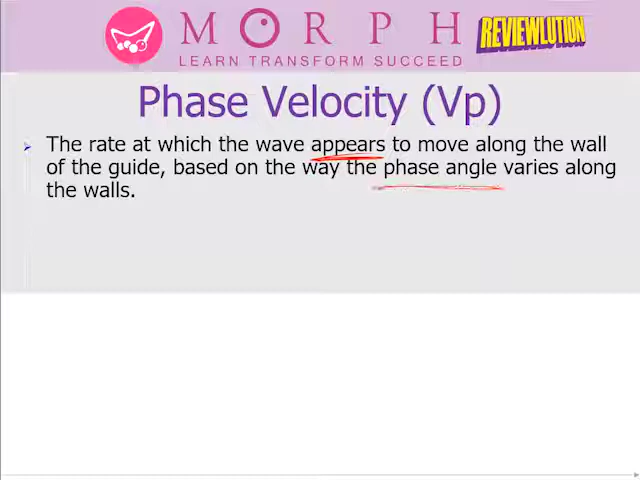 MORPH
REVIEWLUTION
LEARN TRANSFORM SUCCEED
Phase Velocity (Vp)
The rate at which the wave appears to move along the wall
of the guide, based on the way the phase angle varies along
the walls.